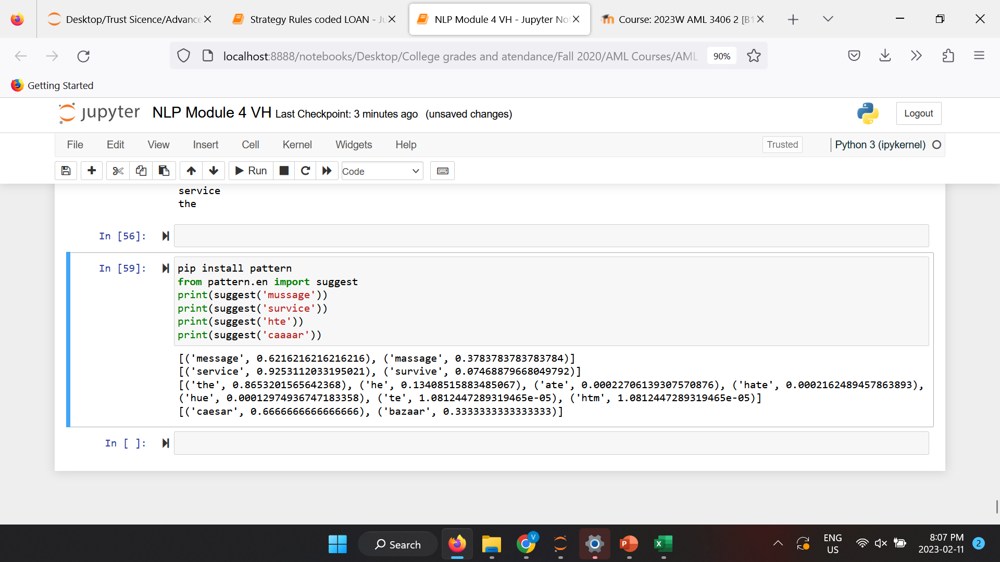 Desktop/Trust Sicence/Advance
Strategy Rules coded LOAN - Ju
NLP Module 4 VH - Jupyter No
Course: 2023W AML 3406 2 [B1
localhost:8888/notebooks/Desktop/College grades and atendance/Fall 2020/AML Courses/AML
90%
Getting Started
jupyter NLP Module 4 VH Last Checkpoint: 3 minutes ago (unsaved changes)
Logout
File Edit View Insert Cell Kernel Widgets Help
Trusted
Python 3 (ipykernel)
Run
Code
service
the
In [56]:
In [59]:
pip install pattern
from pattern.en import suggest
print(suggest('mussage'))
print(suggest('survice'))
print(suggest('hte'))
print(suggest('caaaar'))
[('message', 0.6216216216216216), ('massage', 0.3783783783783784)]
[('service', 0.9253112033195021), ('survive', 0.07468879668049792)]
[('the', 0.8653201565642368), ('he', 0.13408515883485067), ('ate', 0.00022706139307570876), ('hate', 0.0002162489457863893),
('hue', 0.00012974936747183358), ('te', 1.0812447289319465e-05), ('htm', 1.0812447289319465e-05)]
[('caesar', 0.6666666666666666), ('bazaar', 0.3333333333333333)]
In [ ]:
Search
V
P
X
ENG
US
8:07 PM
2023-02-11
2